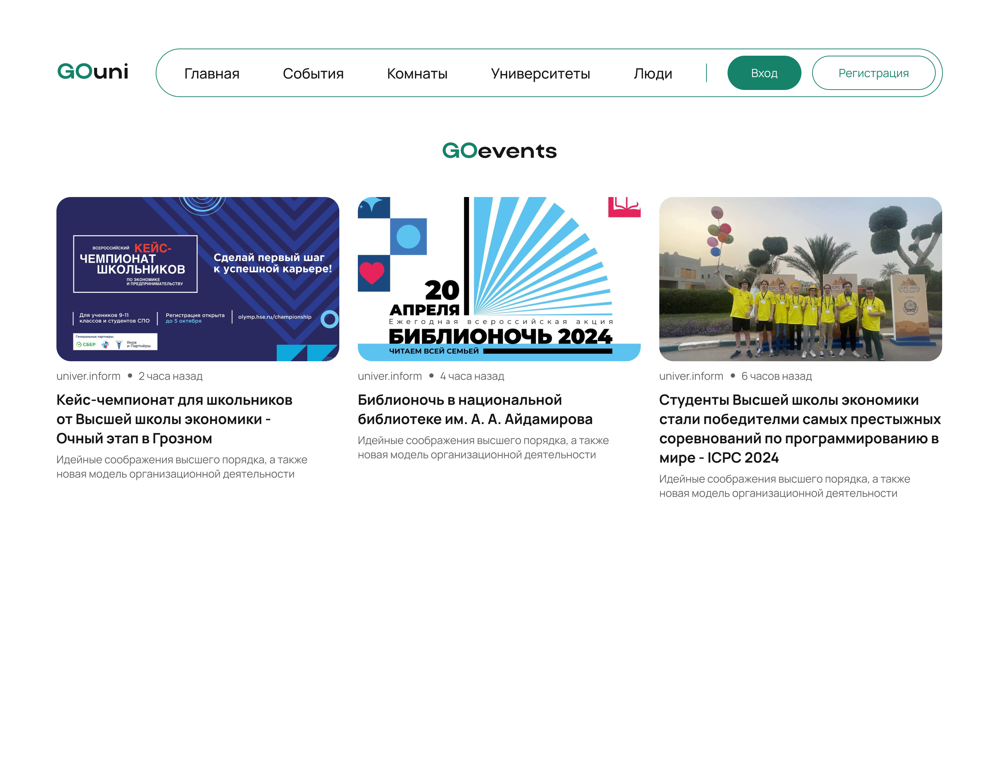 GOuni
Главная События Комнаты Университеты Люди Вход Регистрация
GOevents
ВСЕРОССИЙСКИЙ КЕЙС-
ЧЕМПИОНАТ
ШКОЛЬНИКОВ
ПО ЭКОНОМИКЕ
И ПРЕДПРИНИМАТЕЛЬСТВУ
Сделай первый шаг
к успешной карьере!
Для учеников 9-11
классов и студентов СПО
Регистрация открыта
до 5 октября
olymp.hse.ru/championship
Генеральные партнеры:
СБЕР
Яков
и Партнёры
univer.inform • 2 часа назад
Кейс-чемпионат для школьников
от Высшей школы экономики -
Очный этап в Грозном
Идейные соображения высшего порядка, а также
новая модель организационной деятельности
20
АПРЕЛЯ
Ежегодная всероссийская акция
БИБЛИОНОЧЬ 2024
ЧИТАЕМ ВСЕЙ СЕМЬЕЙ
univer.inform • 4 часа назад
Библионочь в национальной
библиотеке им. А. А. Айдамирова
Идейные соображения высшего порядка, а также
новая модель организационной деятельности
ICPC 2023
univer.inform • 6 часов назад
Студенты Высшей школы экономики
стали победителми самых престыжных
соревнований по программированию в
мире - ICPC 2024
Идейные соображения высшего порядка, а также
новая модель организационной деятельности